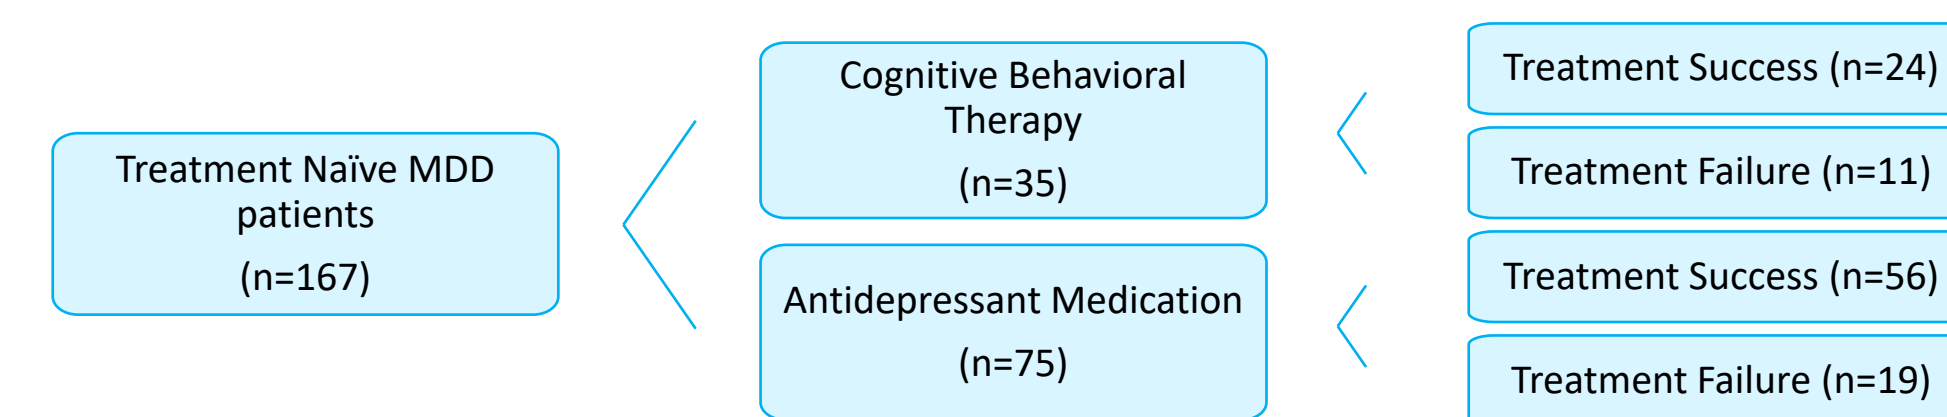 Treatment Naïve MDD
patients
(n=167)
Cognitive Behavioral
Therapy
(n=35)
Antidepressant Medication
(n=75)
Treatment Success (n=24)
Treatment Failure (n=11)
Treatment Success (n=56)
Treatment Failure (n=19)